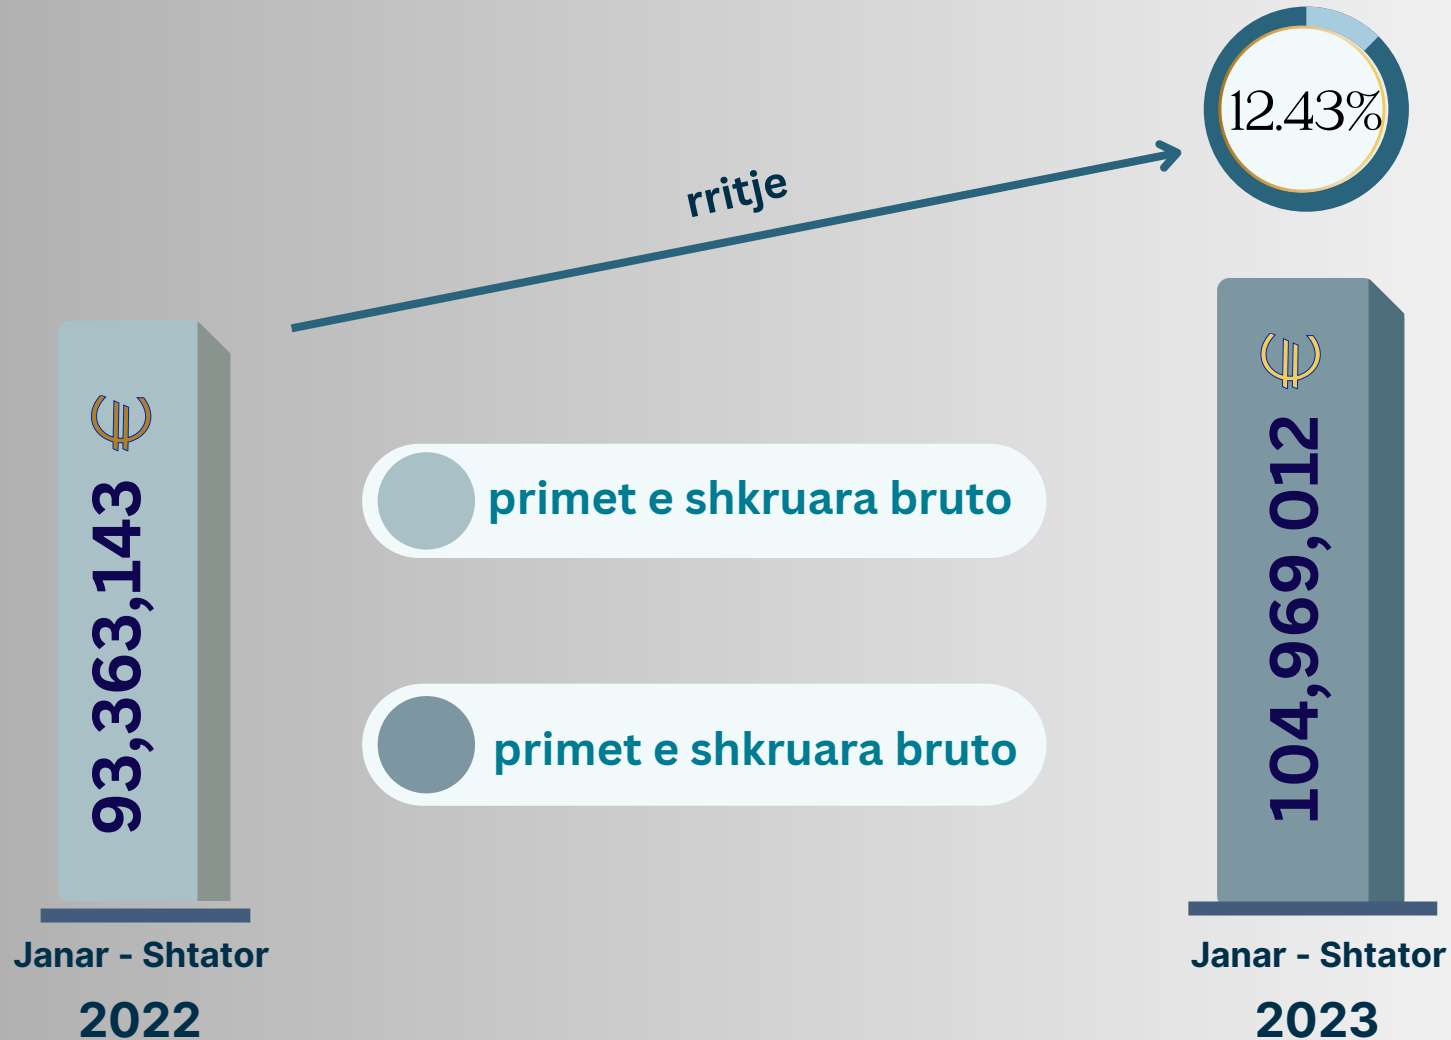 12.43%
rritje
93,363,143 €
primet e shkruara bruto
primet e shkruara bruto
104,969,012 €
Janar - Shtator
2022
Janar - Shtator
2023